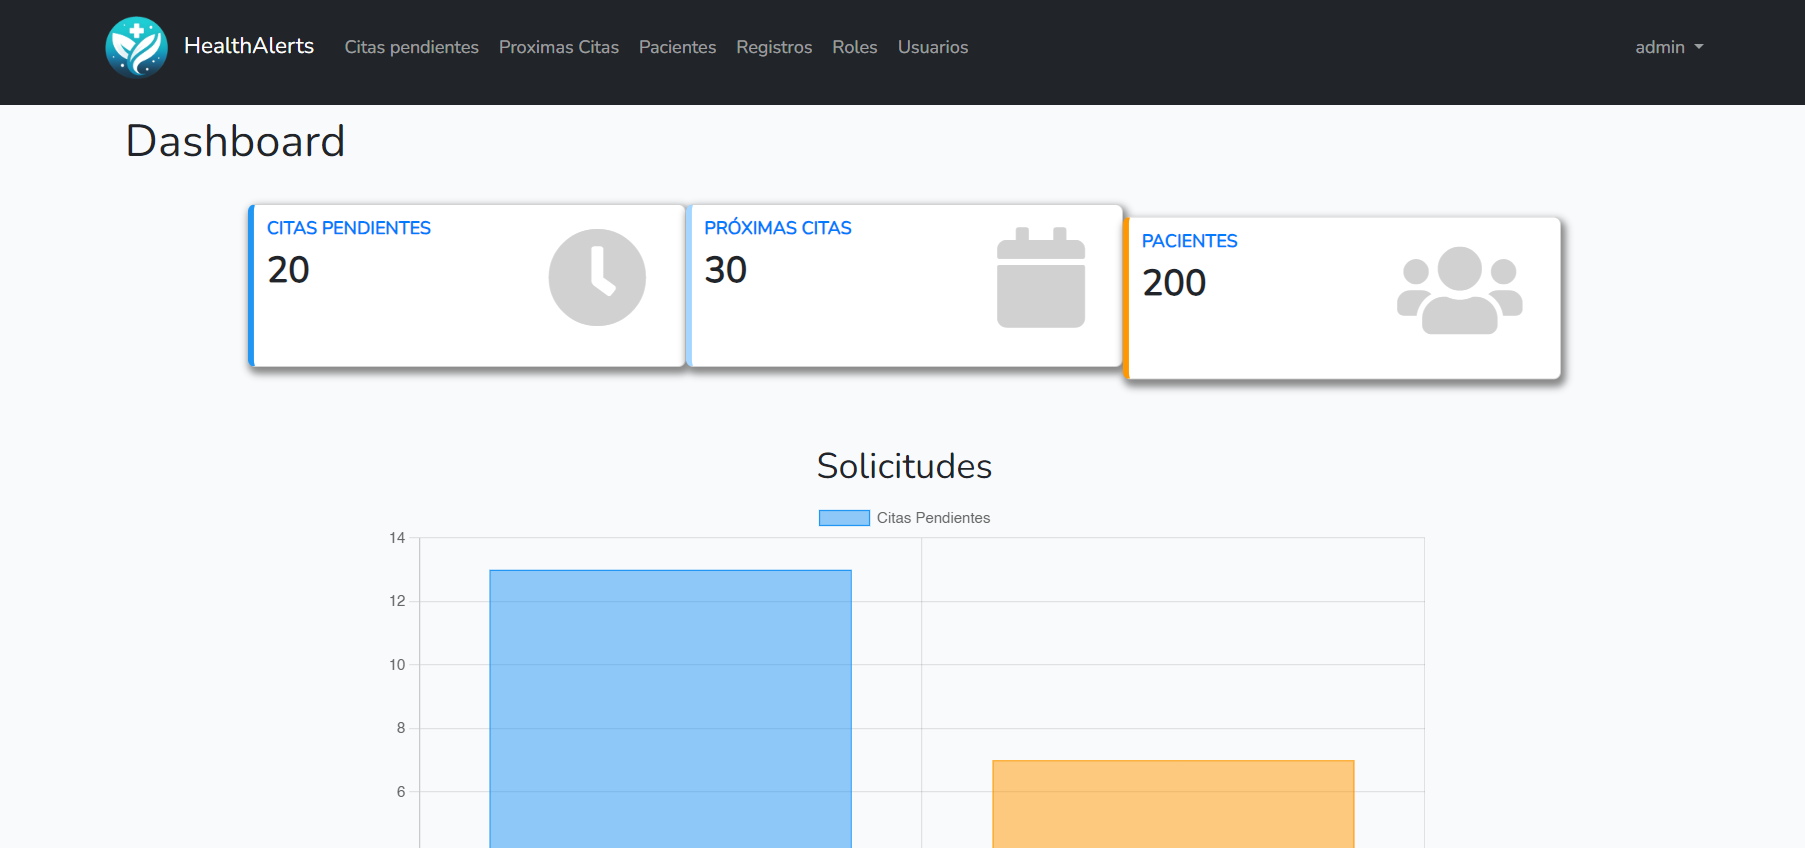 HealthAlerts Citas pendientes Proximas Citas Pacientes Registros Roles Usuarios admin
Dashboard
CITAS PENDIENTES
20
PRÓXIMAS CITAS
30
PACIENTES
200
Solicitudes
Citas Pendientes
14
12
10
8
6